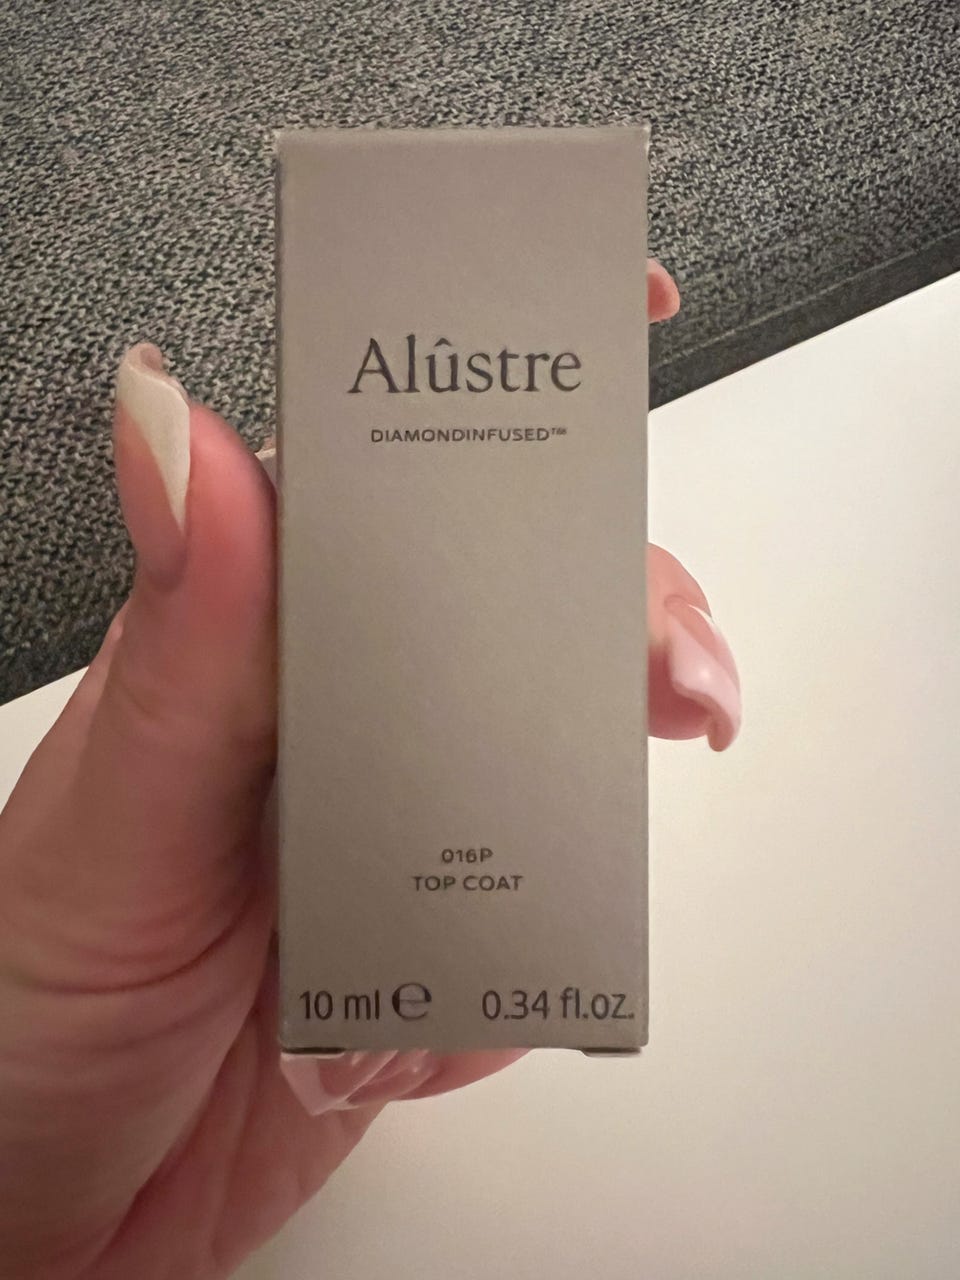 Alûstre
DIAMONDINFUSED™
016P
TOP COAT
10 ml ℮ 0.34 fl.oz.